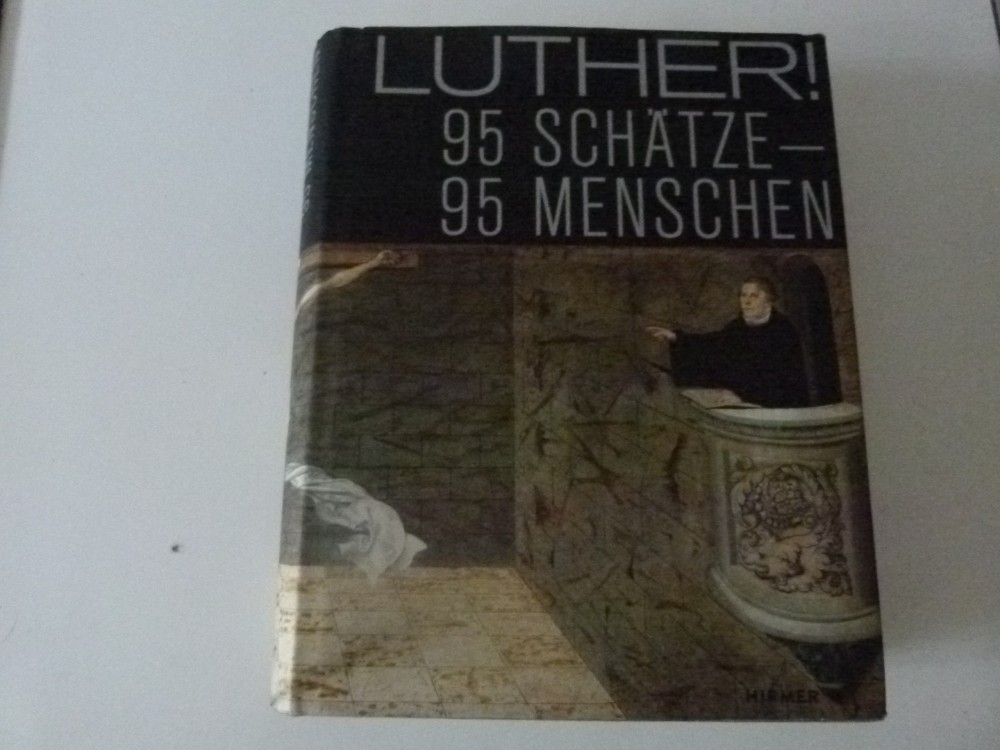 LUTHER!
95 SCHÄTZE —
95 MENSCHEN
HIRMER